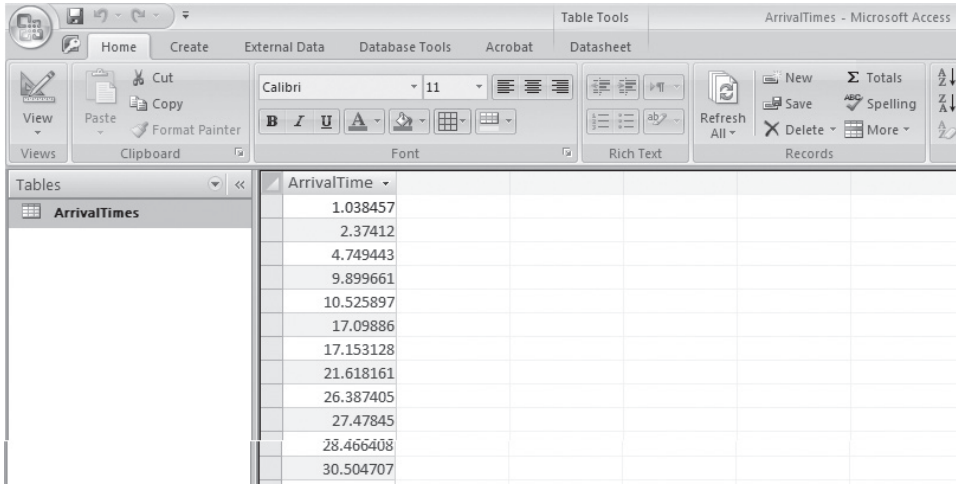 Table Tools
ArrivalTimes - Microsoft Access
Home Create External Data Database Tools Acrobat Datasheet
View
Views
Paste
Cut
Copy
Format Painter
Clipboard
Calibri 11
B I U A
Font
ab
Rich Text
Refresh
All
New
Save
Delete
Σ Totals
ABC Spelling
More
Records
A
Z
Z
A
A
Z
Tables
«
ArrivalTimes
ArrivalTime
1.038457
2.37412
4.749443
9.899661
10.525897
17.09886
17.153128
21.618161
26.387405
27.47845
28.466408
30.504707